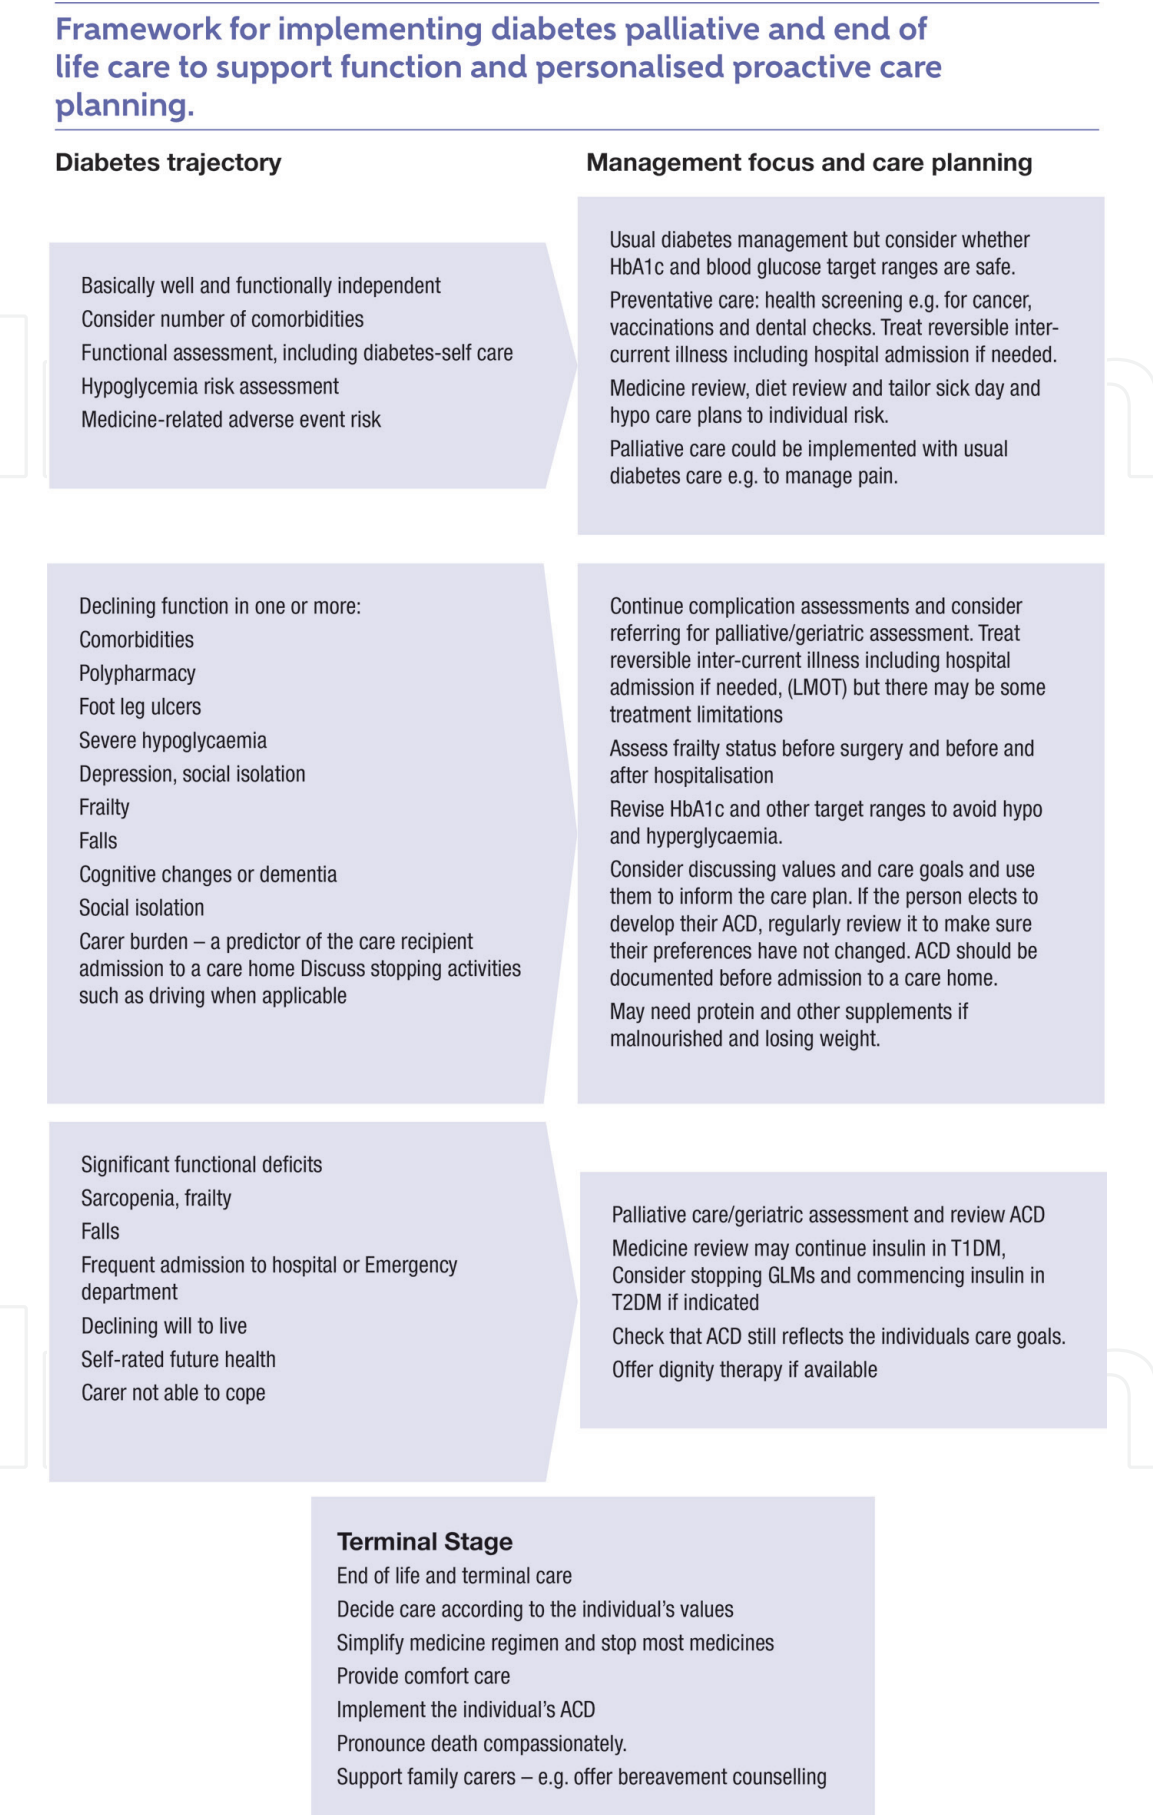 Framework for implementing diabetes palliative and end of
life care to support function and personalised proactive care
planning.
Diabetes trajectory
Management focus and care planning
Basically well and functionally independent
Consider number of comorbidities
Functional assessment, including diabetes-self care
Hypoglycemia risk assessment
Medicine-related adverse event risk
Usual diabetes management but consider whether
HbA1c and blood glucose target ranges are safe.
Preventative care: health screening e.g. for cancer,
vaccinations and dental checks. Treat reversible inter-
current illness including hospital admission if needed.
Medicine review, diet review and tailor sick day and
hypo care plans to individual risk.
Palliative care could be implemented with usual
diabetes care e.g. to manage pain.
Declining function in one or more:
Comorbidities
Polypharmacy
Foot leg ulcers
Severe hypoglycaemia
Depression, social isolation
Frailty
Falls
Cognitive changes or dementia
Social isolation
Carer burden – a predictor of the care recipient
admission to a care home Discuss stopping activities
such as driving when applicable
Continue complication assessments and consider
referring for palliative/geriatric assessment. Treat
reversible inter-current illness including hospital
admission if needed, (LMOT) but there may be some
treatment limitations
Assess frailty status before surgery and before and
after hospitalisation
Revise HbA1c and other target ranges to avoid hypo
and hyperglycaemia.
Consider discussing values and care goals and use
them to inform the care plan. If the person elects to
develop their ACD, regularly review it to make sure
their preferences have not changed. ACD should be
documented before admission to a care home.
May need protein and other supplements if
malnourished and losing weight.
Significant functional deficits
Sarcopenia, frailty
Falls
Frequent admission to hospital or Emergency
department
Declining will to live
Self-rated future health
Carer not able to cope
Palliative care/geriatric assessment and review ACD
Medicine review may continue insulin in T1DM,
Consider stopping GLMs and commencing insulin in
T2DM if indicated
Check that ACD still reflects the individuals care goals.
Offer dignity therapy if available
Terminal Stage
End of life and terminal care
Decide care according to the individual's values
Simplify medicine regimen and stop most medicines
Provide comfort care
Implement the individual's ACD
Pronounce death compassionately.
Support family carers – e.g. offer bereavement counselling